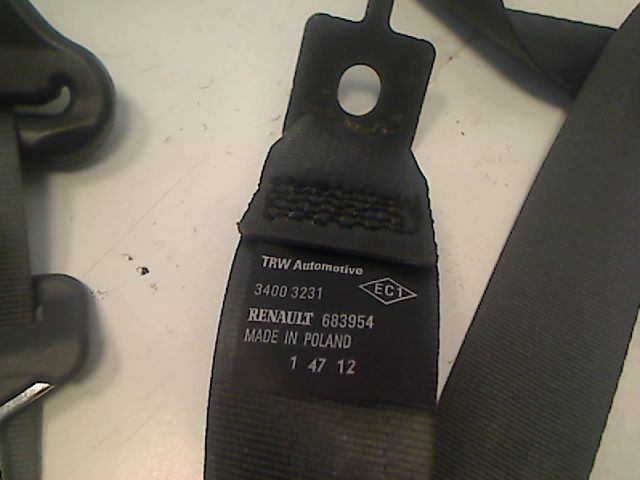 TRW Automotive
3400 3231 EC1
RENAULT 683954
MADE IN POLAND
1 47 12